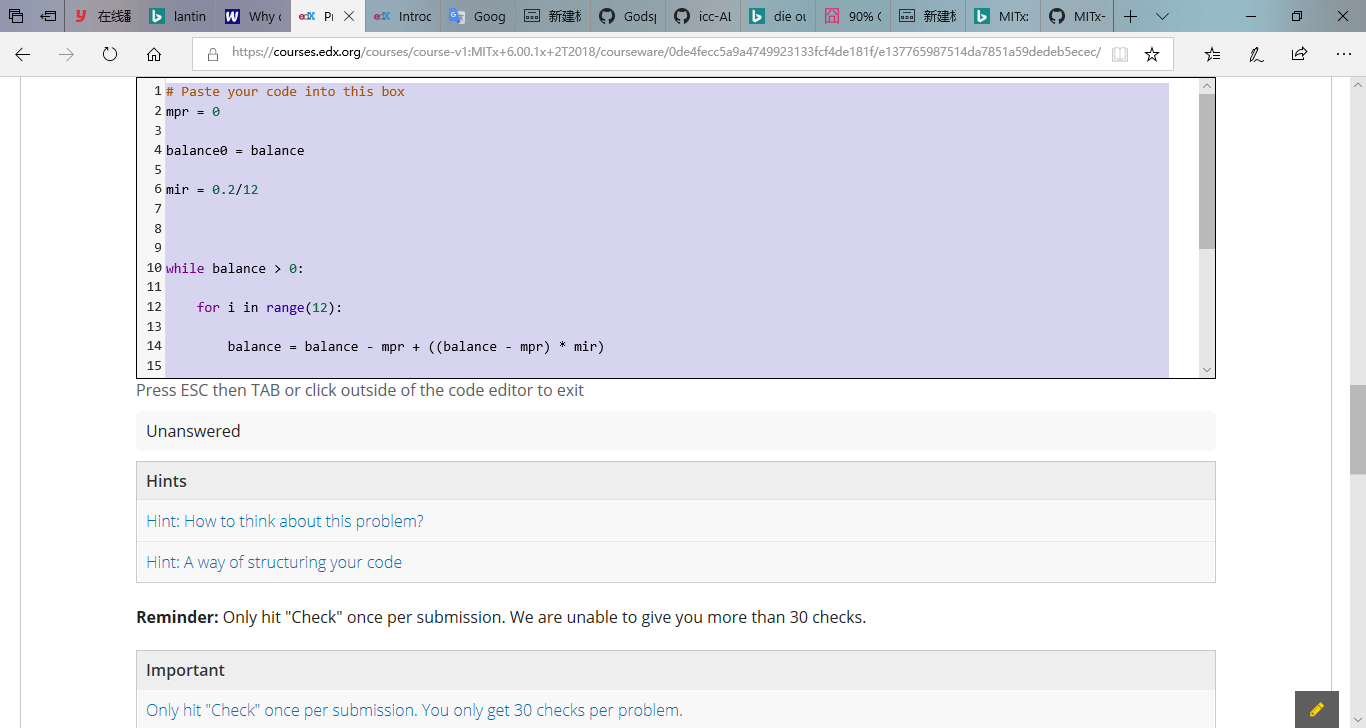 在线翻
lantin
Why
Pr
Introd
Goog
新建标
Godsp
icc-AL
die ou
90% C
新建标
MITx:
MITx-
https://courses.edx.org/courses/course-v1:MITx+6.00.1x+2T2018/courseware/0de4fecc5a9a4749923133fcf4de181f/e137765987514da7851a59dedeb5ecec/
1 # Paste your code into this box
2 mpr = 0
3
4 balance0 = balance
5
6 mir = 0.2/12
7
8
9
10 while balance > 0:
11
12 for i in range(12):
13
14 balance = balance - mpr + ((balance - mpr) * mir)
15
Press ESC then TAB or click outside of the code editor to exit
Unanswered
Hints
Hint: How to think about this problem?
Hint: A way of structuring your code
Reminder: Only hit "Check" once per submission. We are unable to give you more than 30 checks.
Important
Only hit "Check" once per submission. You only get 30 checks per problem.